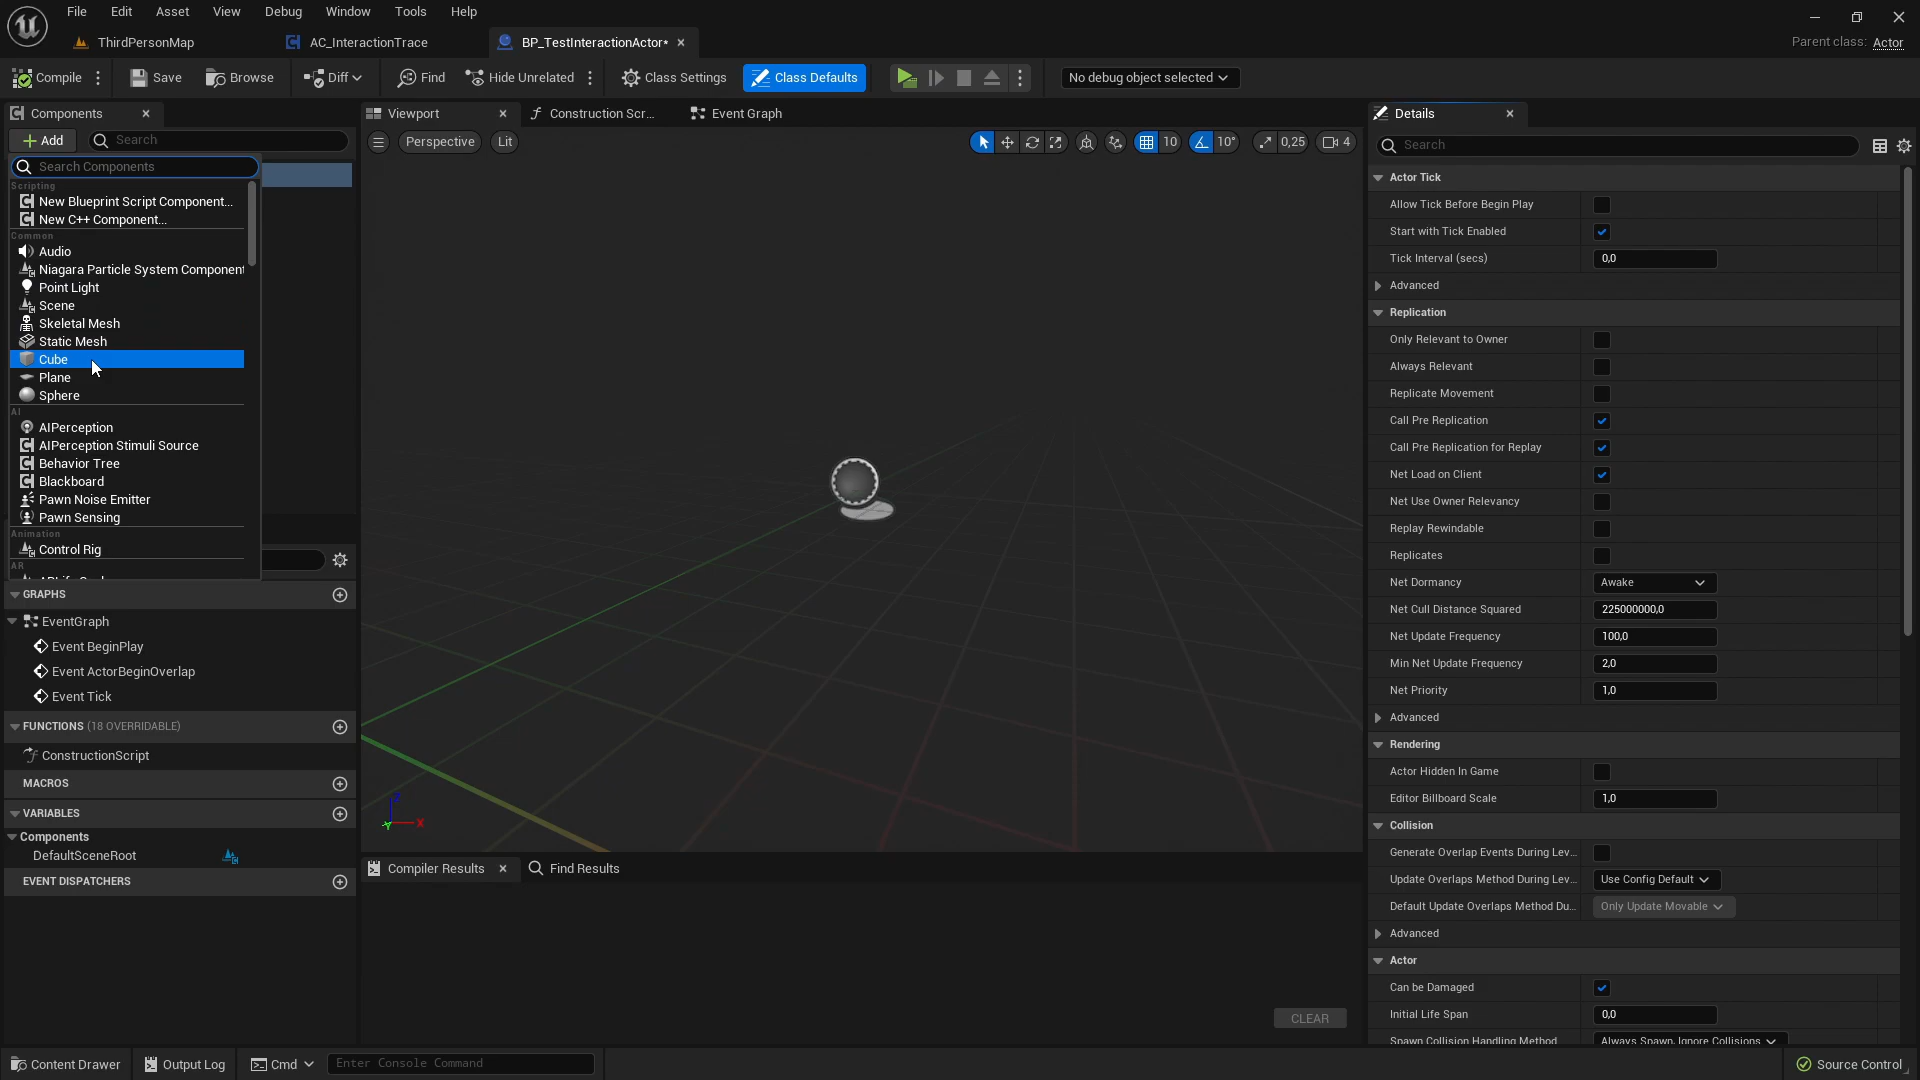 File Edit Asset View Debug Window Tools Help
ThirdPersonMap AC_InteractionTrace BP_TestInteractionActor* Parent class: Actor
Compile Save Browse Diff Find Hide Unrelated Class Settings Class Defaults No debug object selected
Components Viewport Construction Scr... Event Graph Details
Add Search Perspective Lit 10 10° 0,25 4 Search
Search Components
Scripting
New Blueprint Script Component...
New C++ Component...
Common
Audio
Niagara Particle System Component
Point Light
Scene
Skeletal Mesh
Static Mesh
Cube
Plane
Sphere
AI
AIPerception
AIPerception Stimuli Source
Behavior Tree
Blackboard
Pawn Noise Emitter
Pawn Sensing
Animation
Control Rig
AR
GRAPHS
EventGraph
Event BeginPlay
Event ActorBeginOverlap
Event Tick
FUNCTIONS (18 OVERRIDABLE)
ConstructionScript
MACROS
VARIABLES
Components
DefaultSceneRoot
EVENT DISPATCHERS
Z
Y X
Compiler Results Find Results
CLEAR
Actor Tick
Allow Tick Before Begin Play
Start with Tick Enabled
Tick Interval (secs) 0,0
Advanced
Replication
Only Relevant to Owner
Always Relevant
Replicate Movement
Call Pre Replication
Call Pre Replication for Replay
Net Load on Client
Net Use Owner Relevancy
Replay Rewindable
Replicates
Net Dormancy Awake
Net Cull Distance Squared 225000000,0
Net Update Frequency 100,0
Min Net Update Frequency 2,0
Net Priority 1,0
Advanced
Rendering
Actor Hidden In Game
Editor Billboard Scale 1,0
Collision
Generate Overlap Events During Lev...
Update Overlaps Method During Lev... Use Config Default
Default Update Overlaps Method Du... Only Update Movable
Advanced
Actor
Can be Damaged
Initial Life Span 0,0
Spawn Collision Handling Method Always Spawn, Ignore Collisions
Content Drawer Output Log Cmd Enter Console Command Source Control